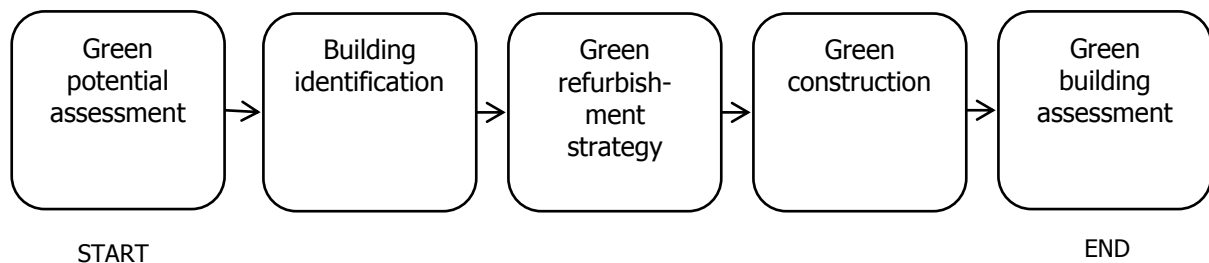 Green
potential
assessment
Building
identification
Green
refurbish-
ment
strategy
Green
construction
Green
building
assessment
START
END